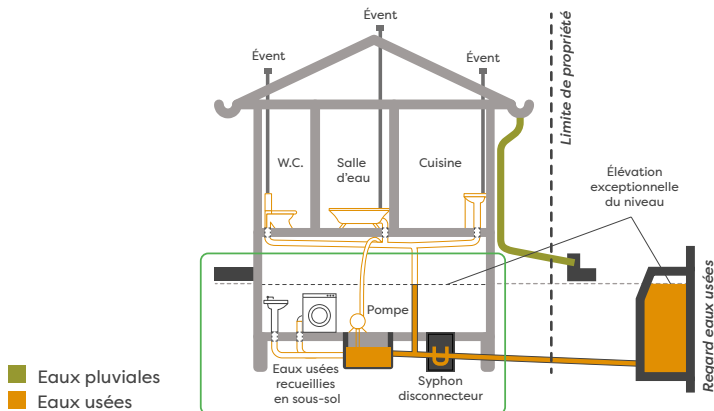 Évent
Évent
Évent
Limite de propriété
W.C.
Salle
d'eau
Cuisine
Élévation
exceptionnelle
du niveau
Pompe
Regard eaux usées
Eaux usées
recueillies
en sous-sol
Syphon
disconnecteur
Eaux pluviales
Eaux usées